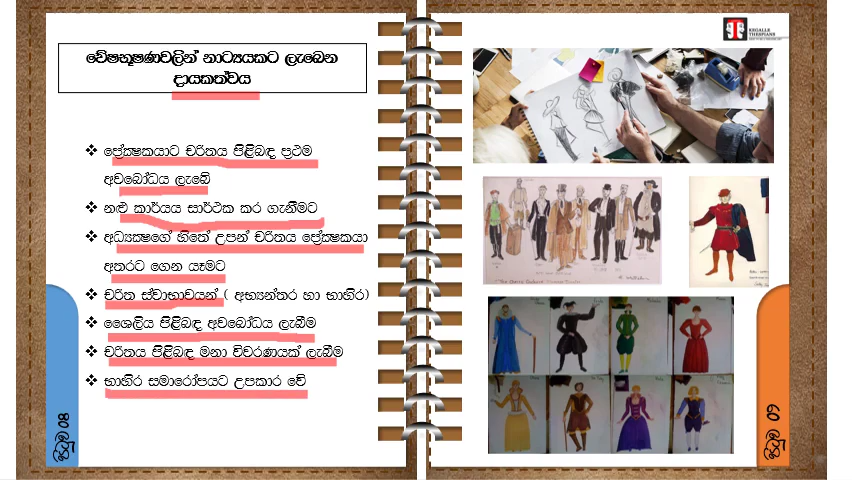 වේෂභූෂණවලින් නාට්‍යයකට ලැබෙන
දායකත්වය
❖ ප්‍රේක්ෂකයාට චරිතය පිළිබඳ ප්‍රථම
අවබෝධය ලැබේ
❖ නළු කාර්යය සාර්ථක කර ගැනීමට
❖ අධ්‍යක්ෂගේ හිතේ උපන් චරිතය ප්‍රේක්ෂකයා
අතරට ගෙන යෑමට
❖ චරිත ස්වාභාවයන් ( අභ්‍යන්තර හා භාහිර)
❖ ශෛලිය පිළිබඳ අවබෝධය ලැබීම
❖ චරිතය පිළිබඳ මනා විවරණයක් ලැබීම
❖ භාහිර සමාරෝපයට උපකාර වේ
පිටුව 08
KEGALLE
THESPIANS
පිටුව 09